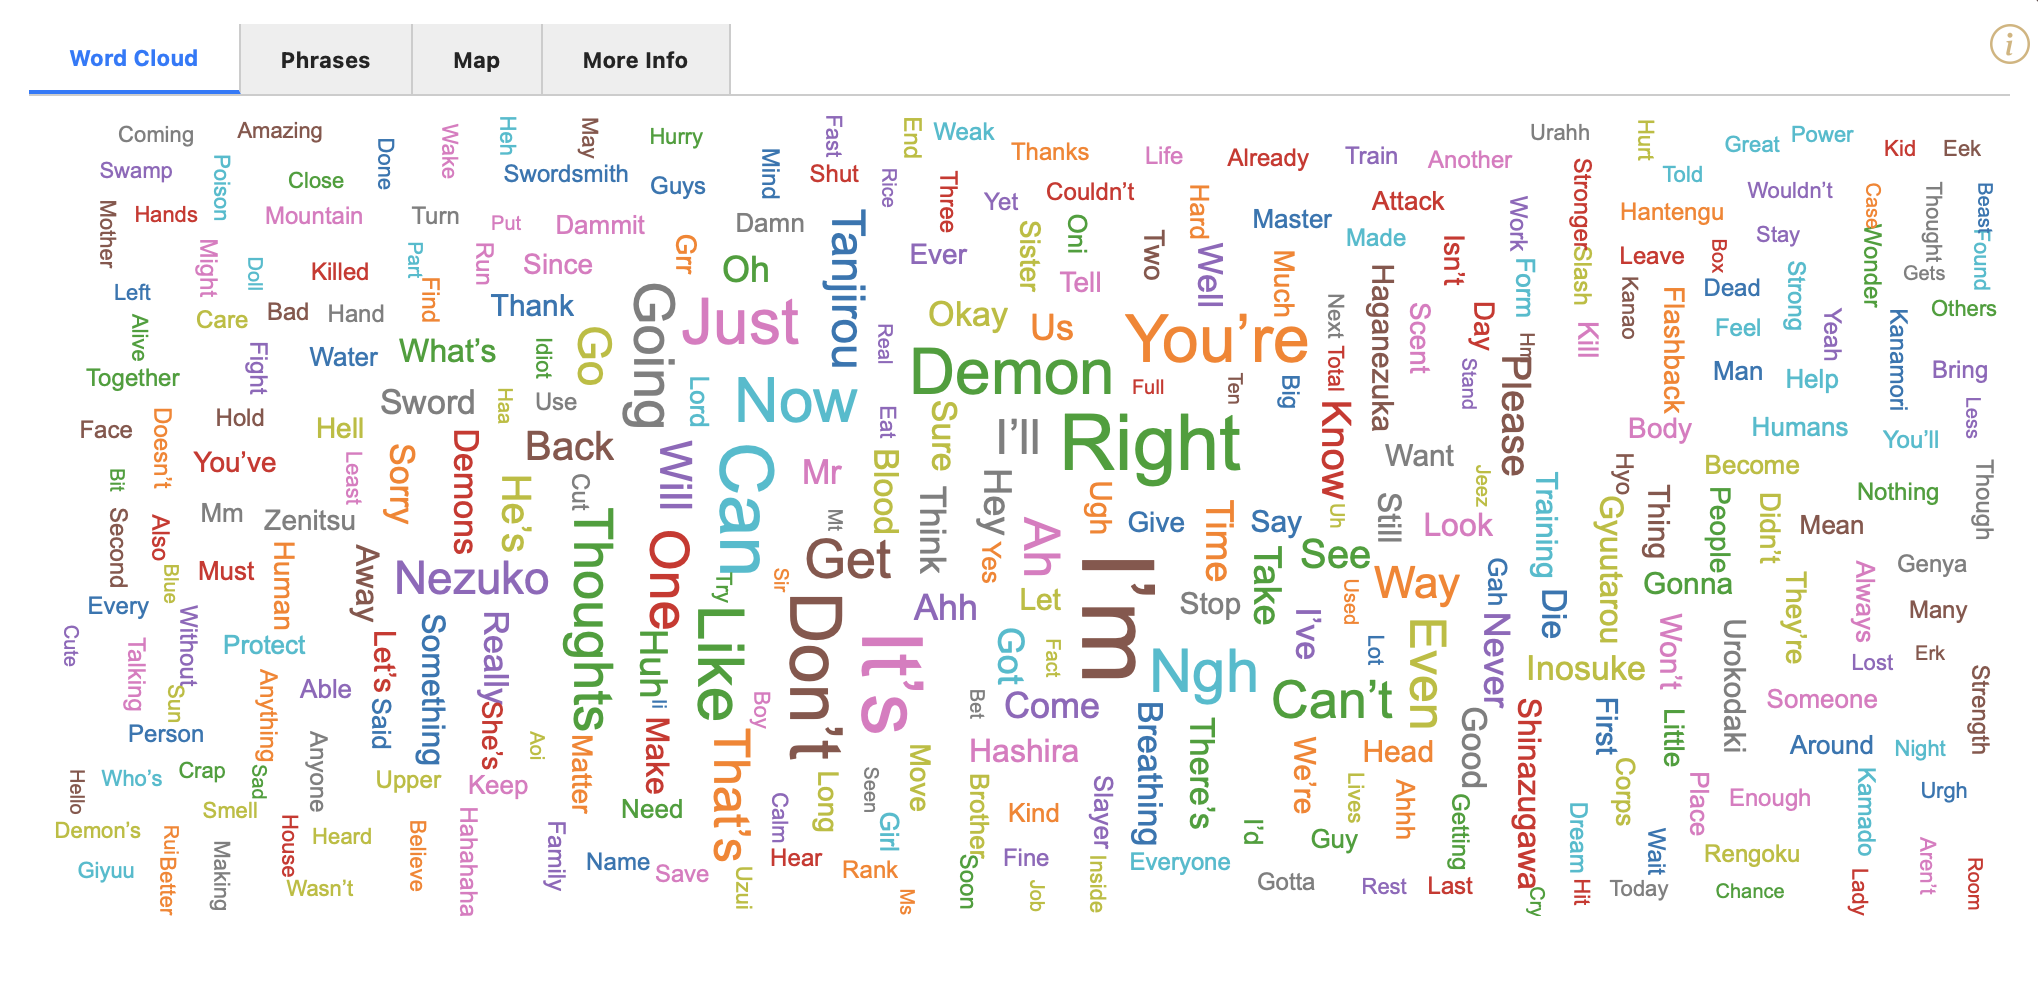 Word Cloud
Phrases
Map
More Info
i
Coming
Amazing
Done
Wake
Heh
May
Hurry
Mind
Fast
End
Weak
Thanks
Life
Already
Train
Another
Urahh
Hurt
Great
Power
Kid
Eek
Swamp
Poison
Close
Swordsmith
Guys
Shut
Rice
Three
Yet
Couldn't
Hard
Master
Attack
Work
Stronger
Told
Wouldn't
Case
Thought
Beast
Mother
Hands
Mountain
Turn
Put
Dammit
Damn
Tanjirou
Sister
Oni
Two
Made
Isn't
Hantengu
Stay
Wonder
Found
Might
Doll
Killed
Part
Run
Since
Grr
Oh
Ever
Tell
Well
Much
Haganezuka
Form
Slash
Leave
Box
Strong
Gets
Left
Alive
Care
Bad
Hand
Find
Thank
Going
Just
Okay
Us
You're
Next
Scent
Day
Hm
Kill
Kanao
Flashback
Dead
Feel
Yeah
Kanamori
Others
Together
Fight
Water
What's
Idiot
Go
Real
Demon
Full
Ten
Big
Total
Stand
Please
Man
Help
Bring
Face
Doesn't
Hold
Hell
Sword
Haa
Use
Lord
Now
Eat
Sure
I'll
Right
Know
Want
Body
Humans
You'll
Less
Bit
You've
Least
Sorry
Demons
Back
Cut
Will
Can
Mr
Blood
Hey
Ugh
Jeez
Hyo
Become
Nothing
Though
Second
Also
Mm
Zenitsu
He's
Thoughts
Mt
Think
Give
Time
Say
Uh
Still
Look
Training
Gyuutarou
Thing
People
Didn't
Mean
Blue
Must
Human
Away
Nezuko
One
Try
Sir
Get
Yes
Ah
I'm
Take
See
Way
Gah
Gonna
They're
Always
Genya
Every
Without
Protect
Let's
Something
Really
Huh
Like
Don't
It's
Ahh
Let
Stop
I've
Used
Even
Never
Die
Won't
Urokodaki
Many
Cute
Talking
Sun
Anything
Able
Said
She's
Ii
Boy
Got
Fact
Ngh
Lot
Inosuke
Lost
Erk
Person
Anyone
Aoi
Matter
Make
That's
Bet
Come
Breathing
There's
Can't
Good
Shinazugawa
First
Little
Someone
Strength
Hello
Who's
Crap
Sad
Upper
Keep
Need
Calm
Long
Seen
Move
Hashira
We're
Head
Corps
Place
Around
Night
Demon's
Smell
House
Heard
Believe
Hahahaha
Family
Girl
Brother
Kind
Slayer
I'd
Guy
Lives
Ahhh
Getting
Dream
Wait
Enough
Kamado
Urgh
Giyuu
Rui
Better
Making
Wasn't
Name
Save
Uzui
Hear
Rank
Ms
Soon
Fine
Job
Inside
Everyone
Gotta
Rest
Last
Cry
Hit
Today
Rengoku
Chance
Lady
Aren't
Room